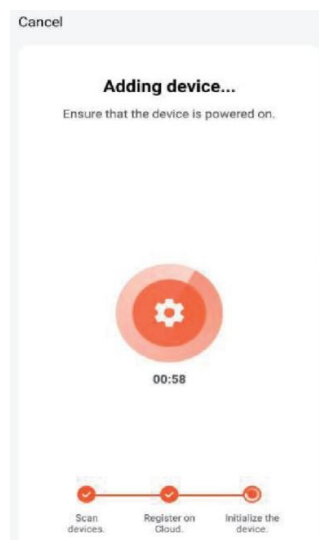 Cancel
Adding device...
Ensure that the device is powered on.
00:58
Scan devices.
Register on Cloud.
Initialize the device.